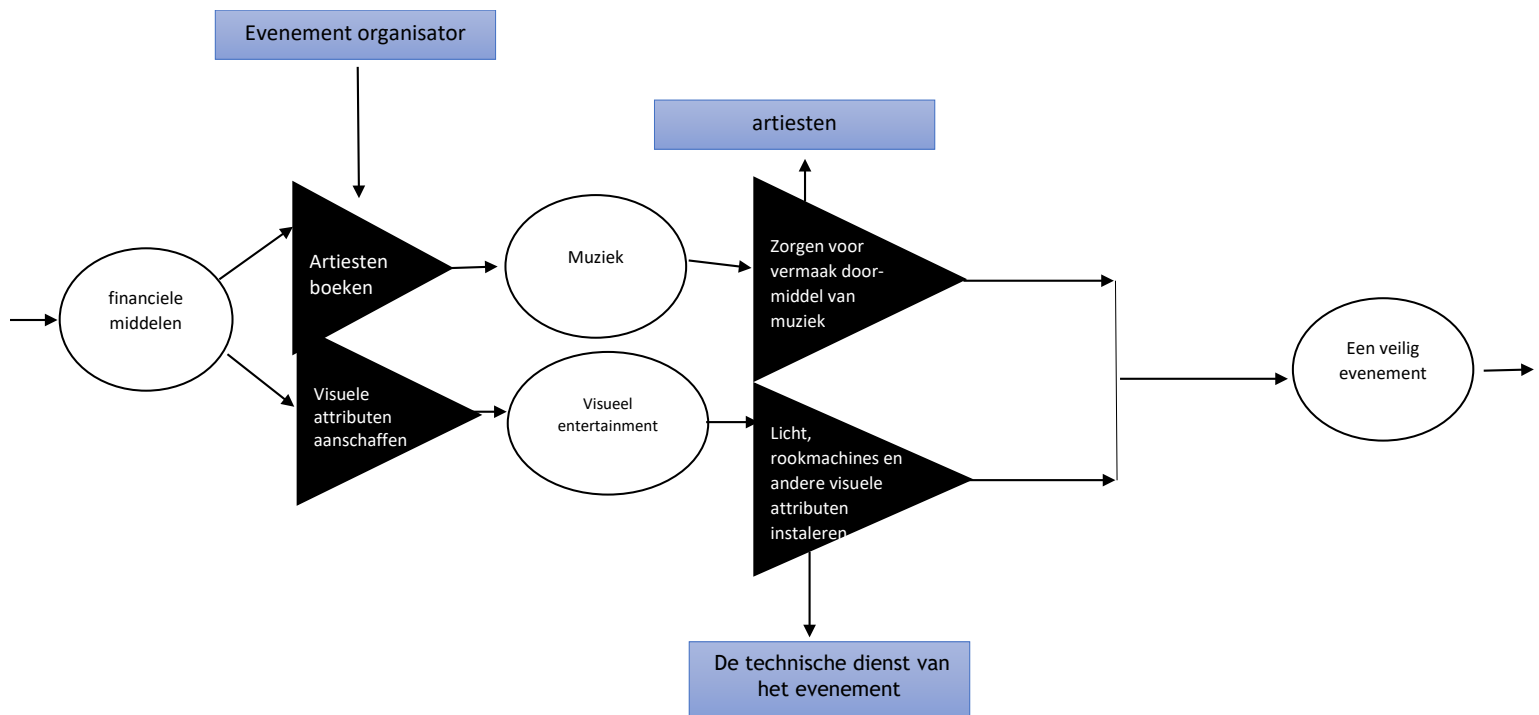 Evenement organisator
artiesten
financiele
middelen
Artiesten
boeken
Muziek
Zorgen voor
vermaak door-
middel van
muziek
Visuele
attributen
aanschaffen
Visueel
entertainment
Licht,
rookmachines en
andere visuele
attributen
instaleren
Een veilig
evenement
De technische dienst van
het evenement